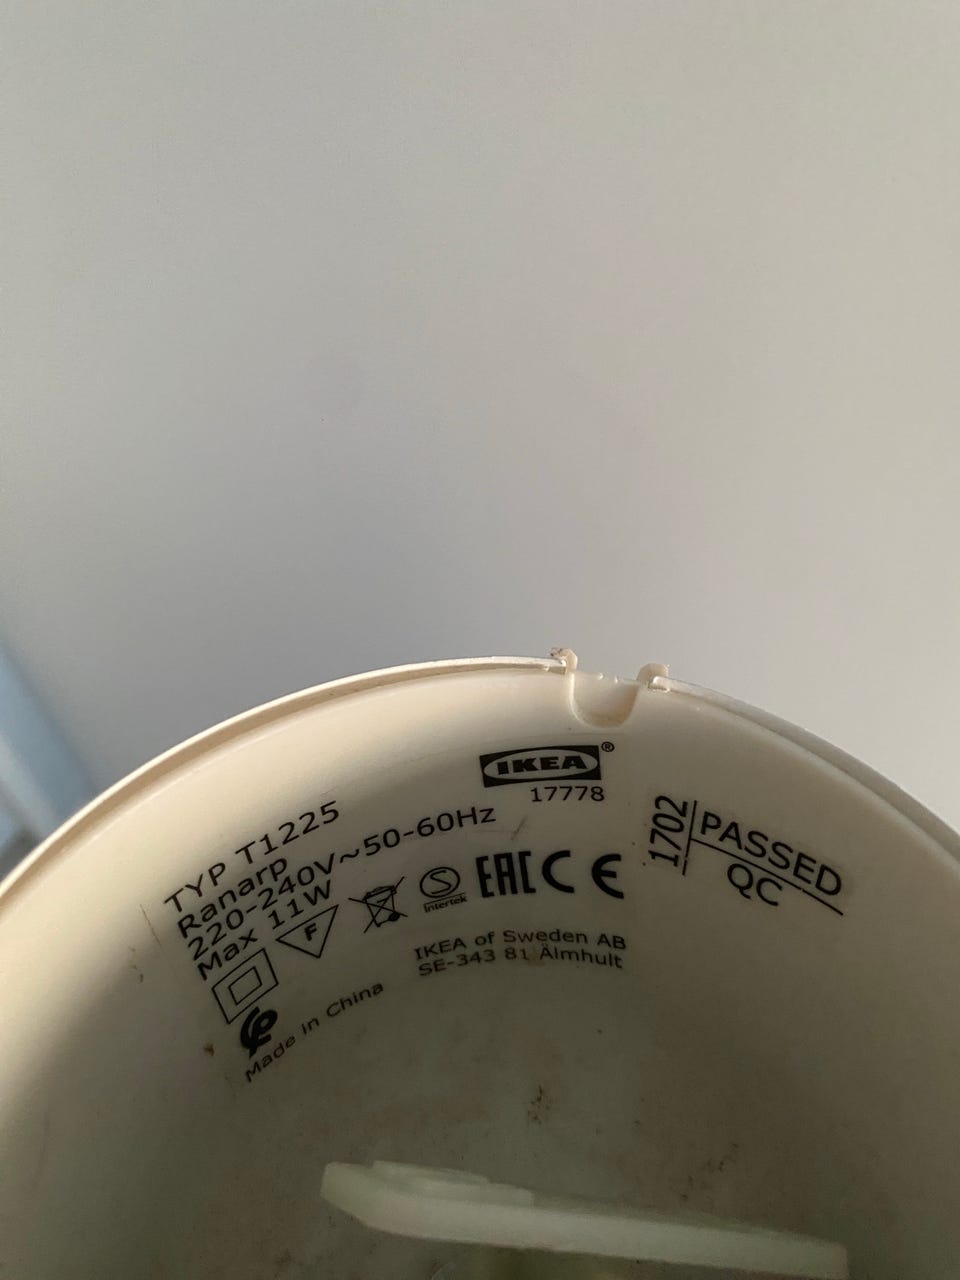 IKEA®
17778
TYP T1225
Ranarp
220-240V~50-60Hz
Max 11W
F
S
Intertek
EAC CE
IKEA of Sweden AB
SE-343 81 Älmhult
Made in China
1702
PASSED
QC